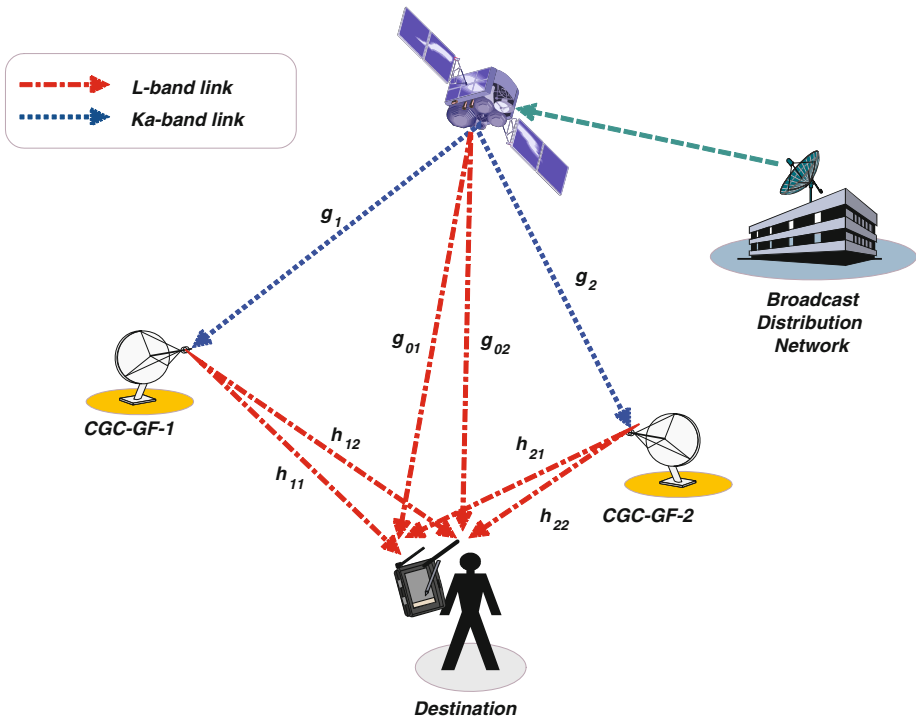 L-band link
Ka-band link
g1
g2
Broadcast
Distribution
Network
g01
g02
CGC-GF-1
h12
h11
h21
h22
CGC-GF-2
Destination